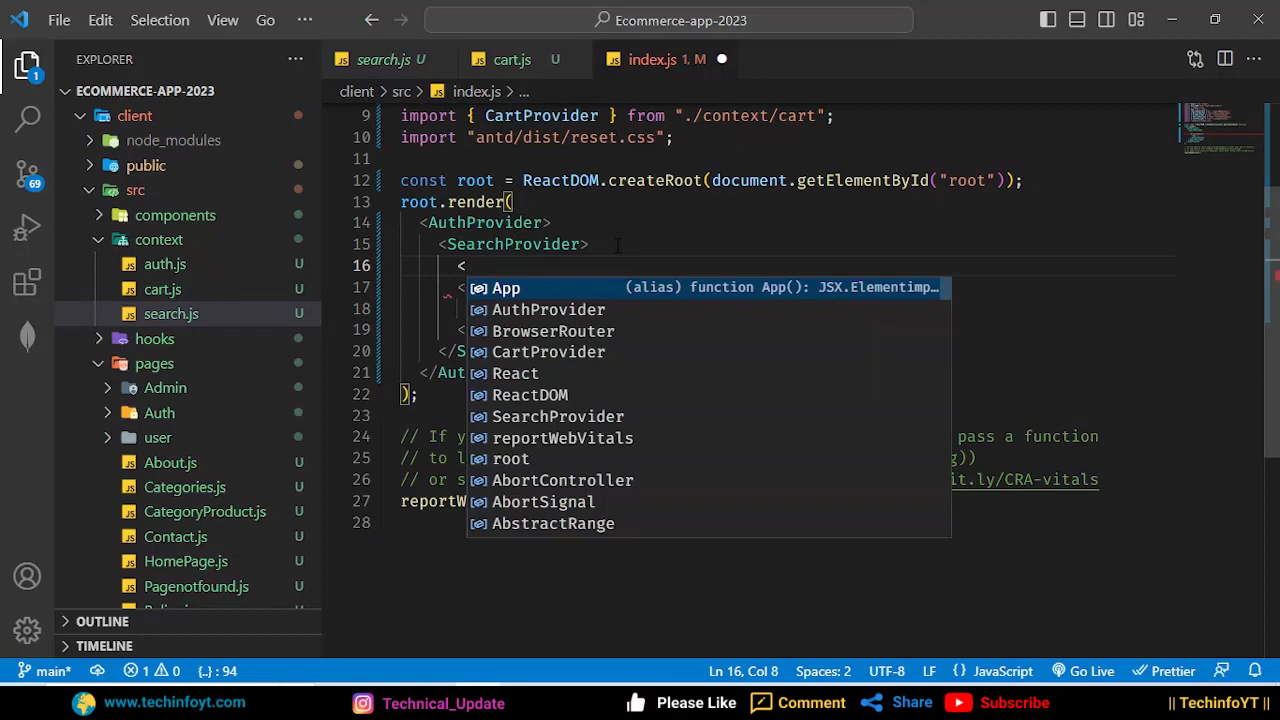 File Edit Selection View Go ···
Ecommerce-app-2023
EXPLORER ···
ECOMMERCE-APP-2023
client
node_modules
public
src
components
context
auth.js U
cart.js U
search.js U
hooks
pages
Admin
Auth
user
About.js U
Categories.js U
CategoryProduct.js U
Contact.js U
HomePage.js U
Pagenotfound.js U
OUTLINE
TIMELINE
1
69
search.js U
cart.js U
index.js 1, M
client > src > index.js > ...
9 import { CartProvider } from "./context/cart";
10 import "antd/dist/reset.css";
11
12 const root = ReactDOM.createRoot(document.getElementById("root"));
13 root.render(
14 <AuthProvider>
15 <SearchProvider>
16 <
17 <
18
19 <
20 </S
21 </Aut
22 );
23
24 // If y pass a function
25 // to l g))
26 // or s it.ly/CRA-vitals
27 reportW
28
App (alias) function App(): JSX.Elementimp…
AuthProvider
BrowserRouter
CartProvider
React
ReactDOM
SearchProvider
reportWebVitals
root
AbortController
AbortSignal
AbstractRange
main* 1 0 {..} : 94 Ln 16, Col 8 Spaces: 2 UTF-8 LF {} JavaScript Go Live Prettier
www.techinfoyt.com Technical_Update Please Like Comment Share Subscribe || TechinfoYT ||